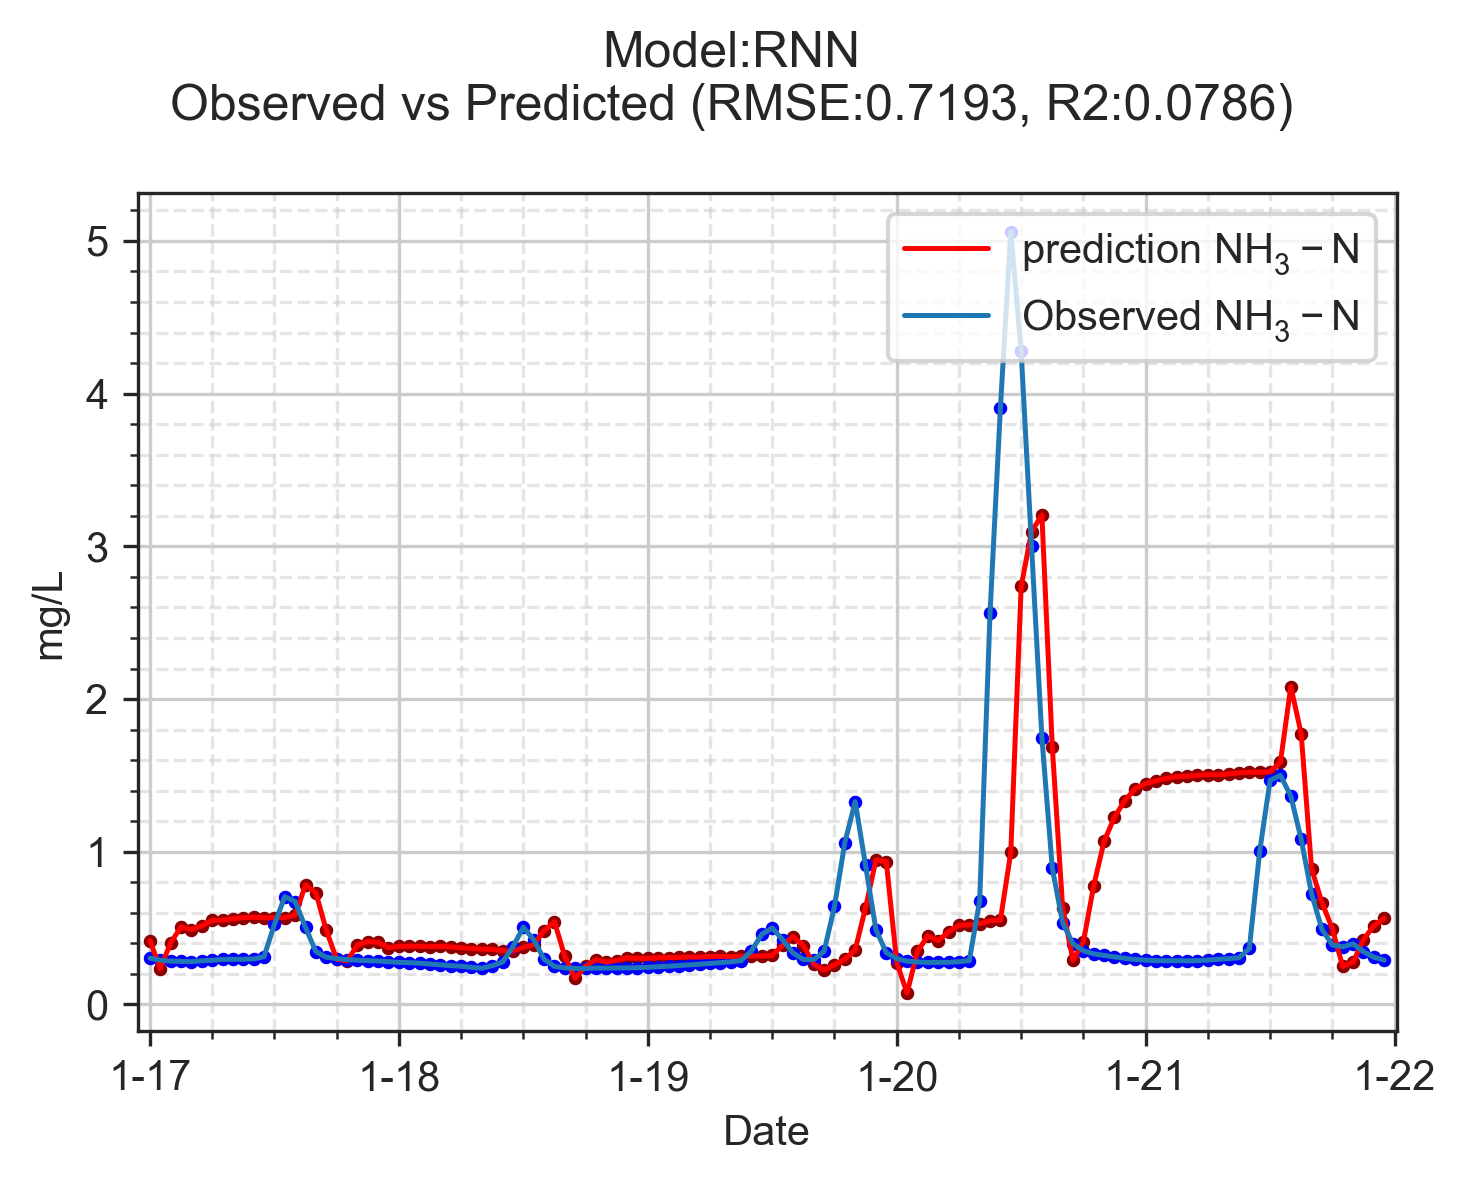 Model:RNN
Observed vs Predicted (RMSE:0.7193, R2:0.0786)
prediction NH₃ − N
Observed NH₃ − N
5
4
3
2
1
0
mg/L
1-17 1-18 1-19 1-20 1-21 1-22
Date